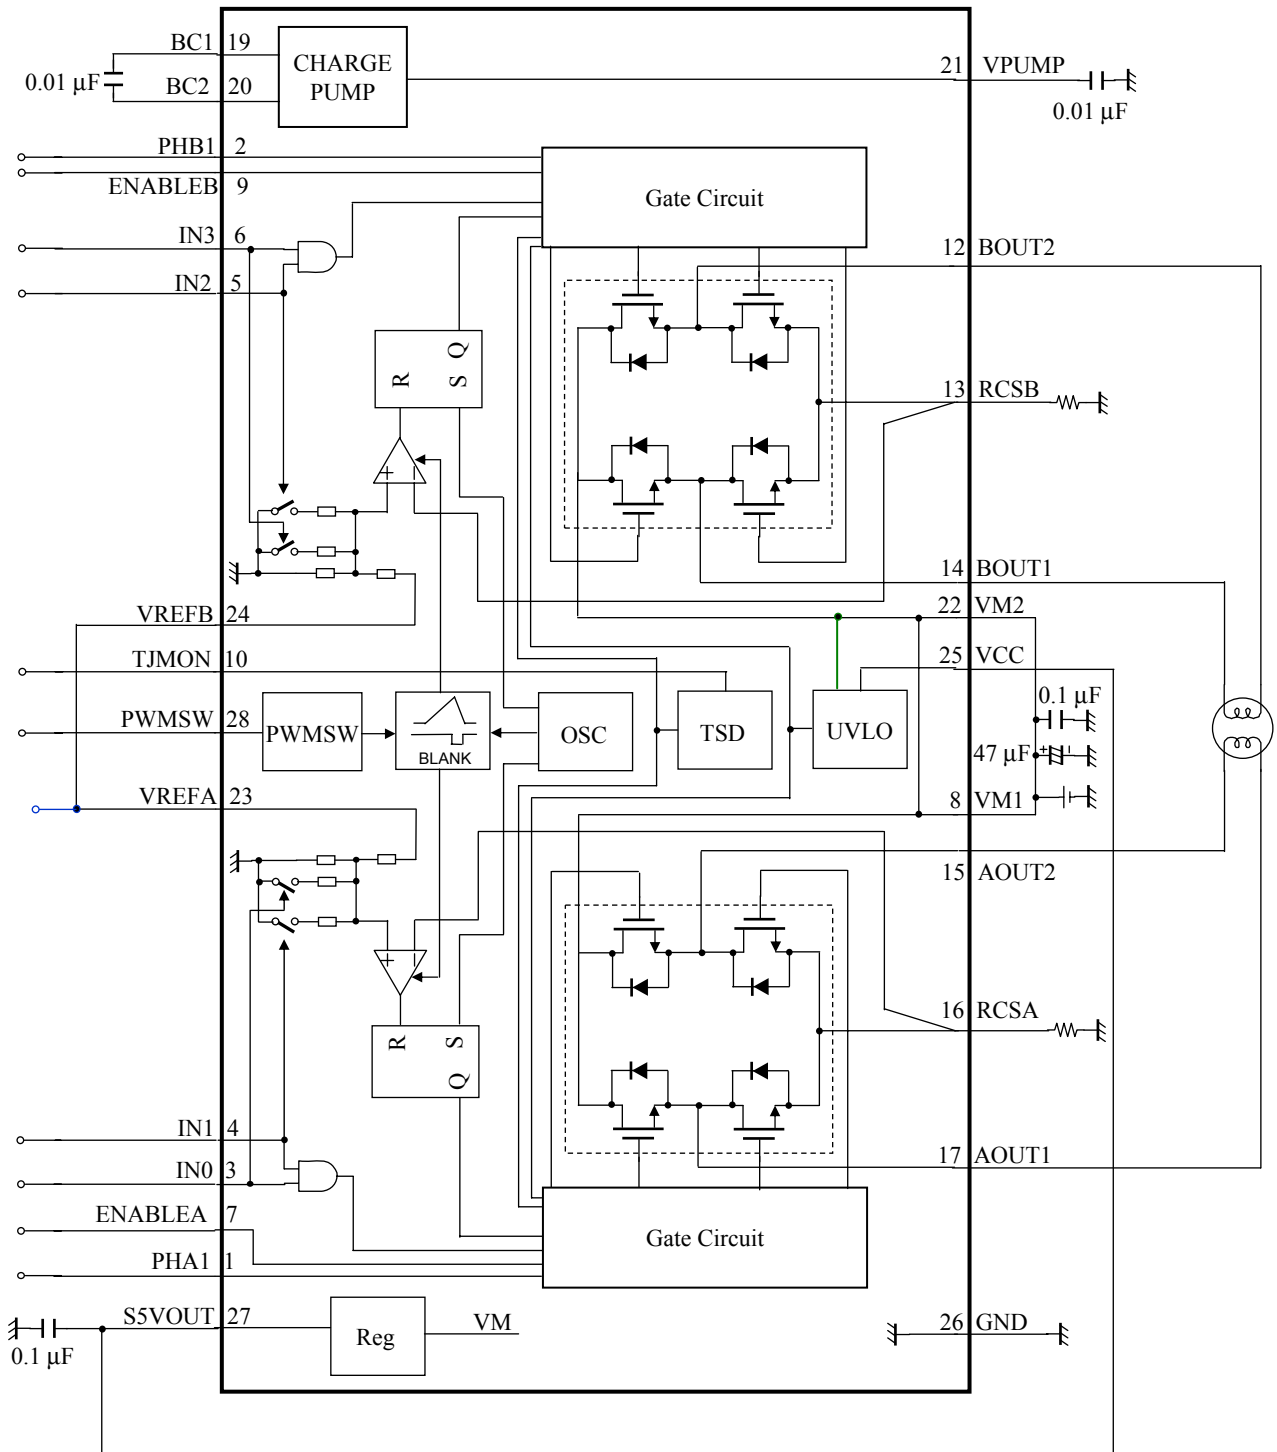 BC1 19
0.01 µF
BC2 20
CHARGE
PUMP
21 VPUMP
0.01 µF
PHB1 2
ENABLEB 9
IN3 6
IN2 5
Gate Circuit
12 BOUT2
R S Q
13 RCSB
+ −
14 BOUT1
VREFB 24
22 VM2
TJMON 10
25 VCC
0.1 µF
PWMSW 28
PWMSW
BLANK
OSC
TSD
UVLO
47 µF + -
VREFA 23
8 VM1
15 AOUT2
+ −
16 RCSA
R S Q
IN1 4
IN0 3
17 AOUT1
ENABLEA 7
PHA1 1
Gate Circuit
S5VOUT 27
0.1 µF
Reg
VM
26 GND